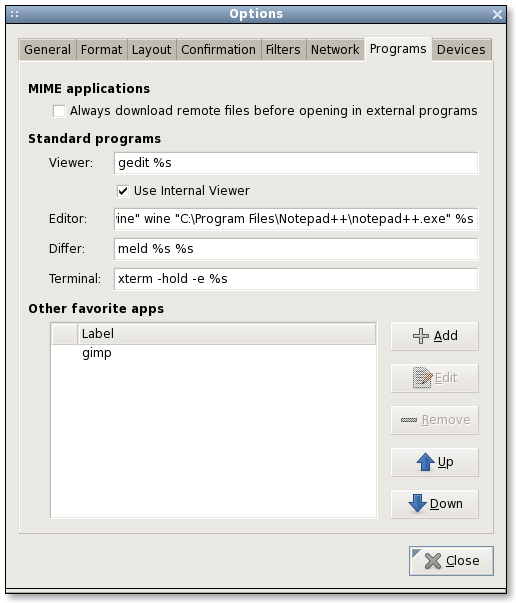 Options
General Format Layout Confirmation Filters Network Programs Devices
MIME applications
Always download remote files before opening in external programs
Standard programs
Viewer: gedit %s
Use Internal Viewer
Editor: wine "C:\Program Files\Notepad++\notepad++.exe" %s
Differ: meld %s %s
Terminal: xterm -hold -e %s
Other favorite apps
Label
gimp
Add
Edit
Remove
Up
Down
Close